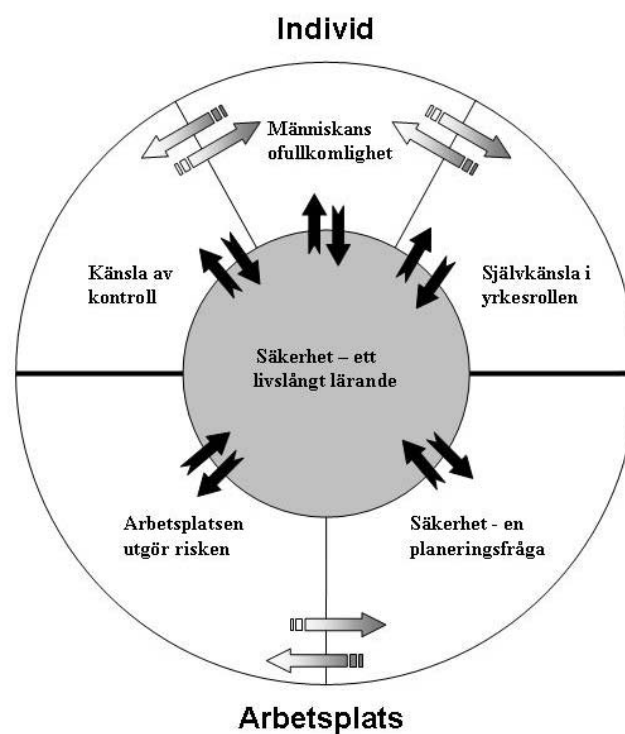 Individ
Människans
ofullkomlighet
Känsla av
kontroll
Självkänsla i
yrkesrollen
Säkerhet – ett
livslångt lärande
Arbetsplatsen
utgör risken
Säkerhet - en
planeringsfråga
Arbetsplats